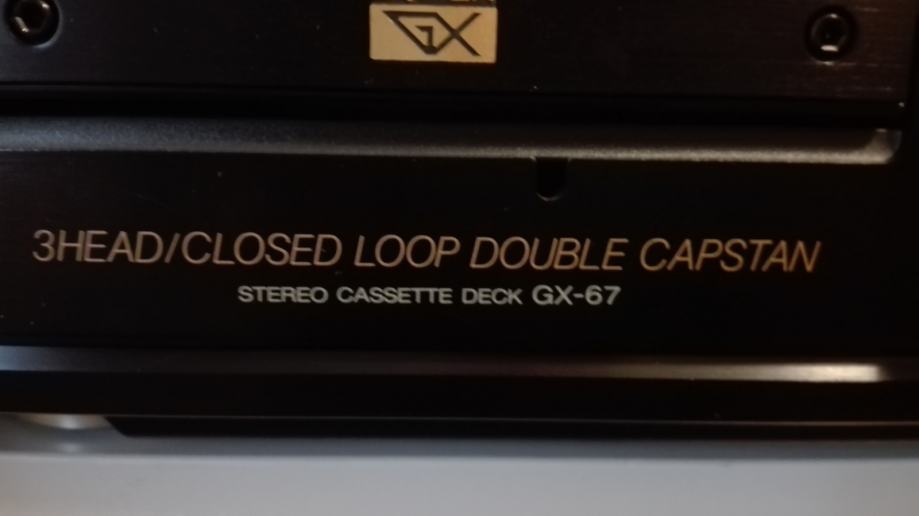 GX
3HEAD/CLOSED LOOP DOUBLE CAPSTAN
STEREO CASSETTE DECK GX-67